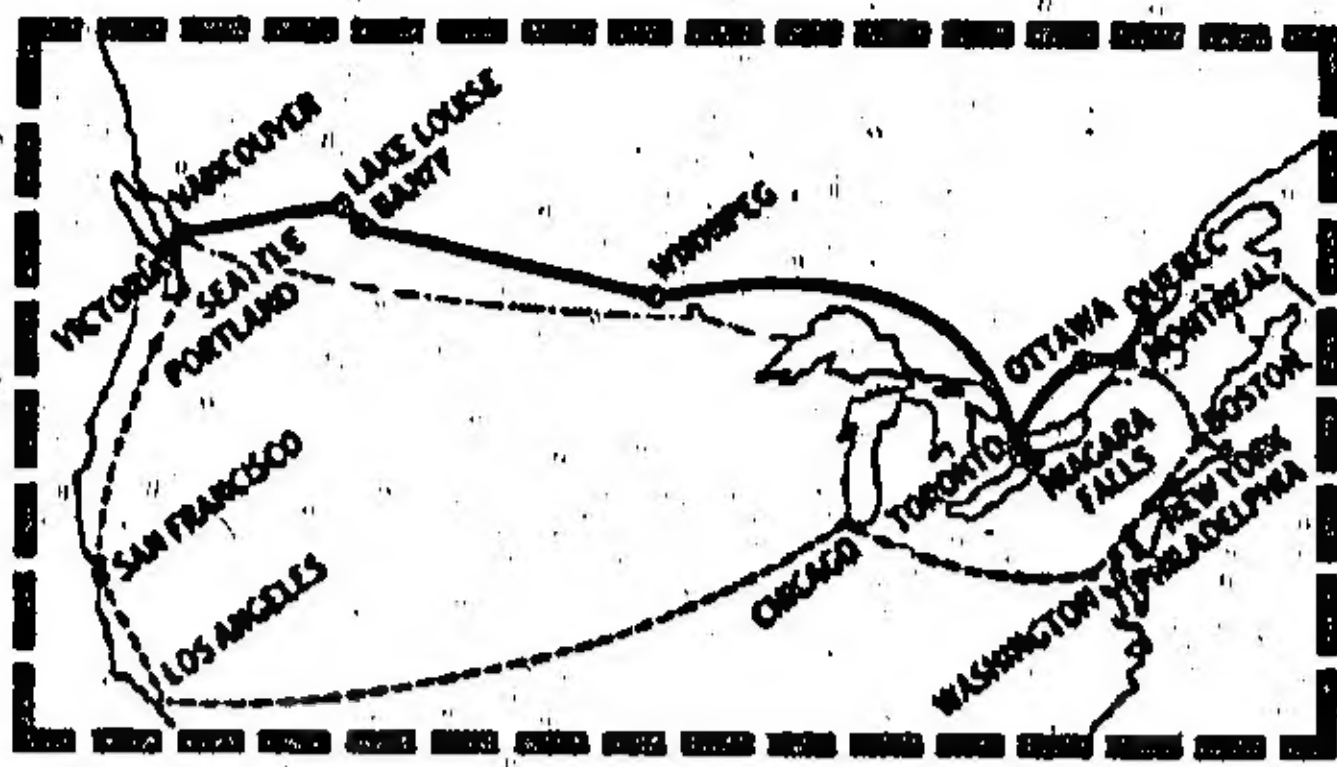 VANCOUVER
LAKE LOUISE
BANFF
WINNIPEG
VICTORIA
SEATTLE
PORTLAND
OTTAWA
QUEBEC
MONTREAL
BOSTON
SAN FRANCISCO
TORONTO
NIAGARA
FALLS
NEW YORK
PHILADELPHIA
LOS ANGELES
CHICAGO
WASHINGTON